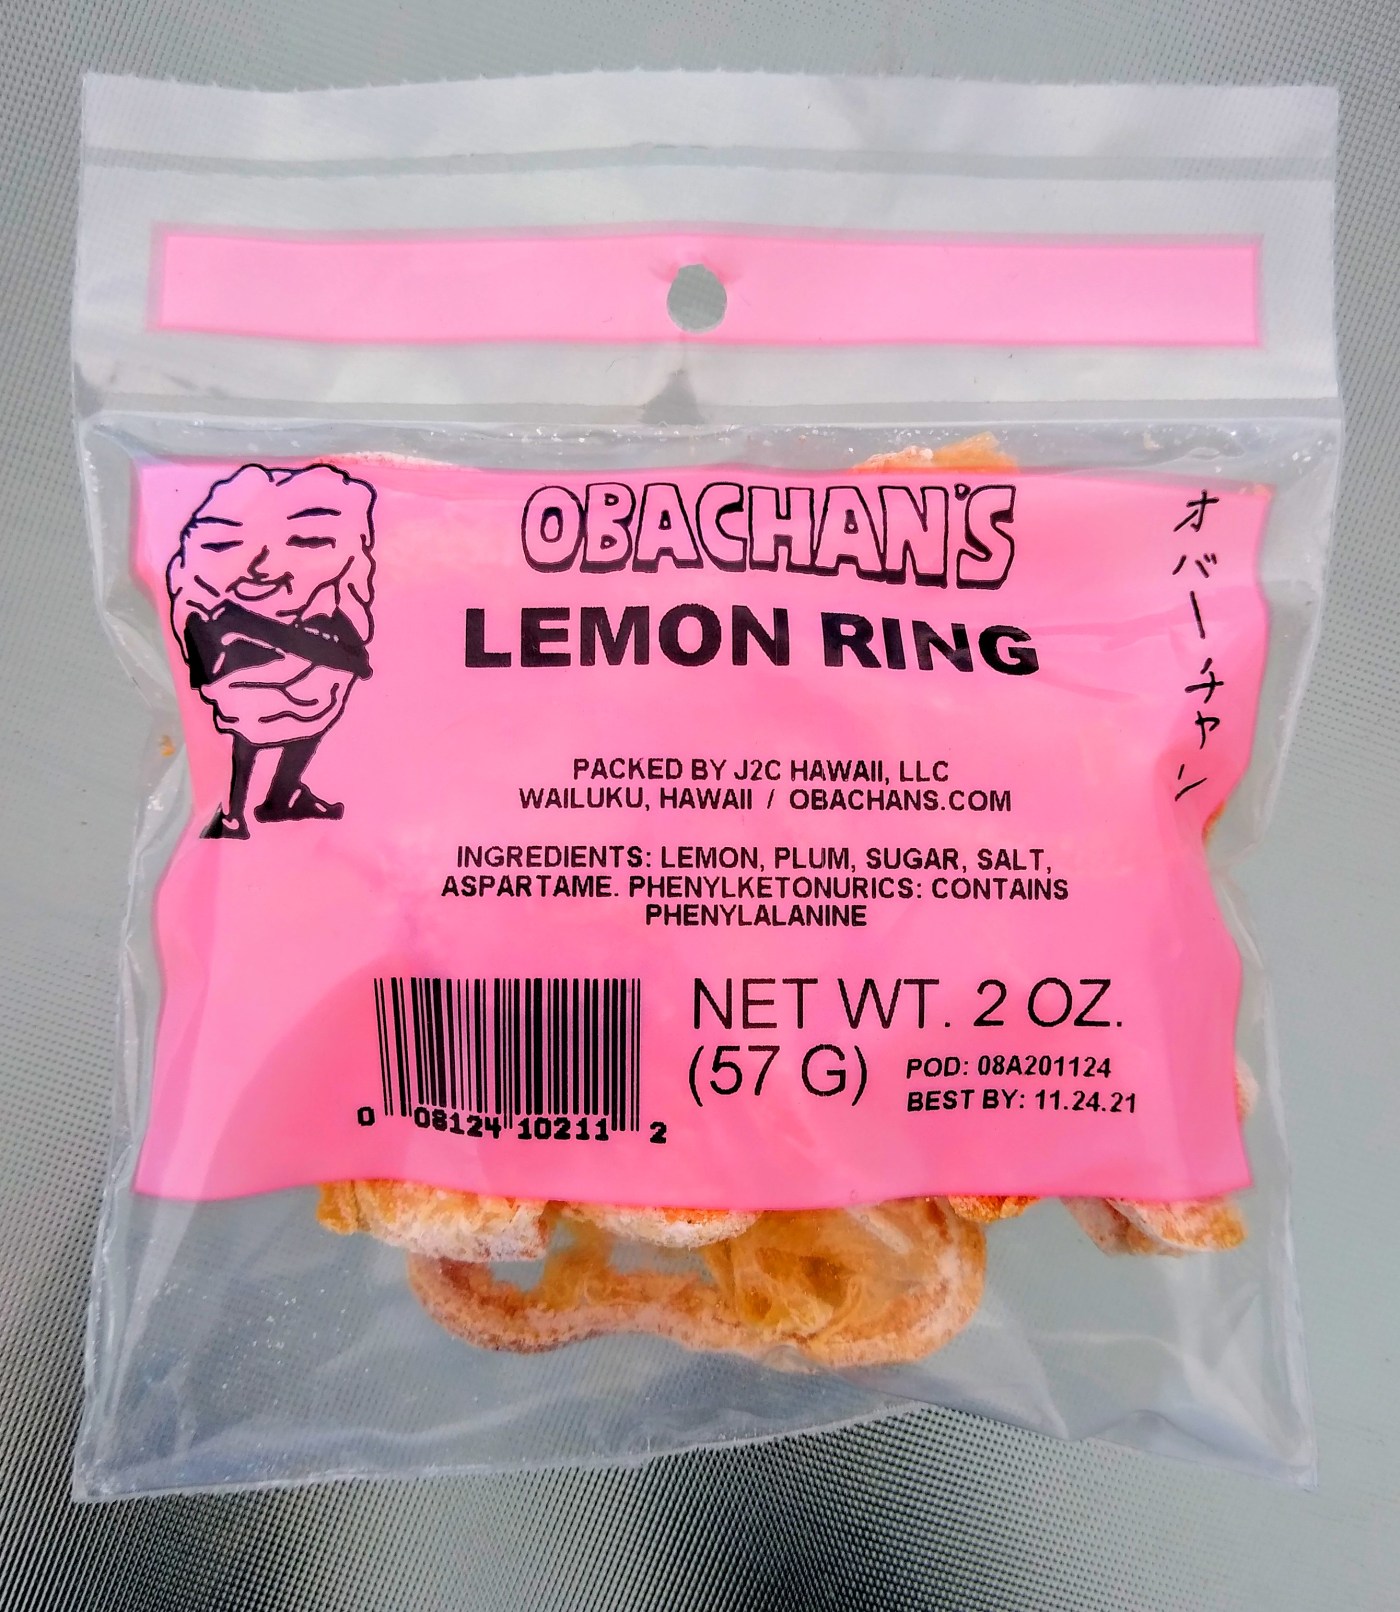 OBACHAN'S
LEMON RING
オバーチャン
PACKED BY J2C HAWAII, LLC
WAILUKU, HAWAII / OBACHANS.COM
INGREDIENTS: LEMON, PLUM, SUGAR, SALT,
ASPARTAME. PHENYLKETONURICS: CONTAINS
PHENYLALANINE
NET WT. 2 OZ.
(57 G)
POD: 08A201124
BEST BY: 11.24.21
0 08124 10211 2